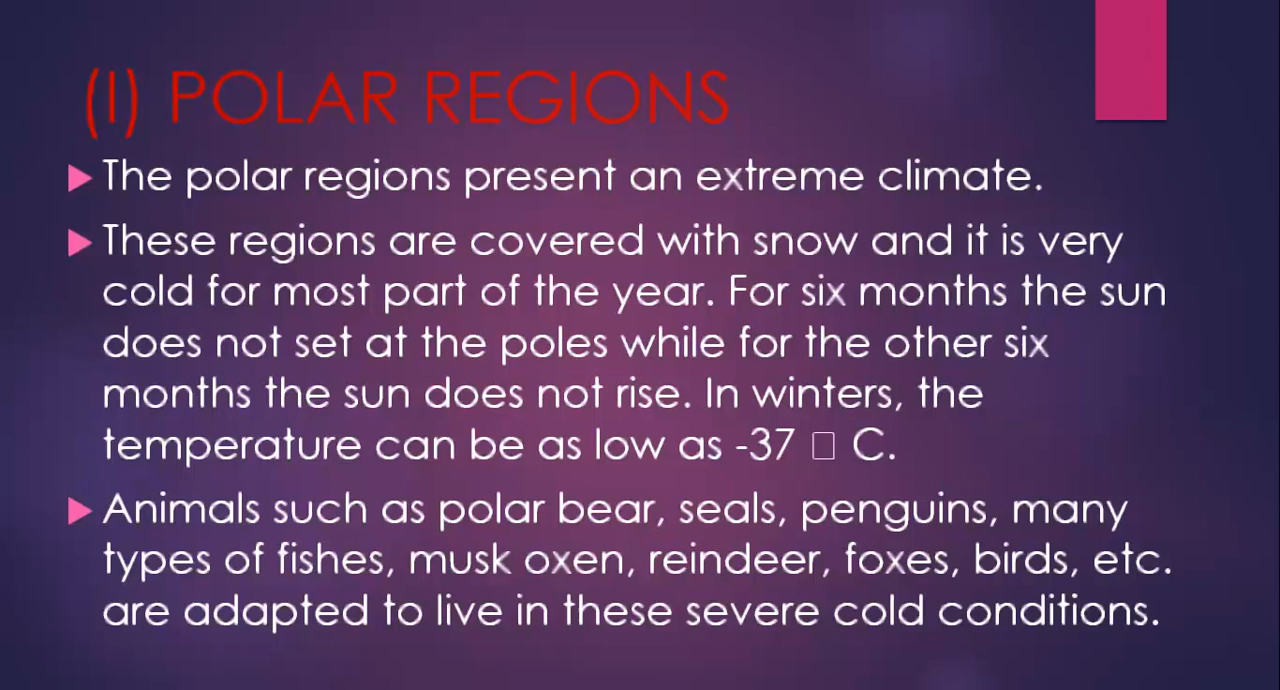 (I) POLAR REGIONS
The polar regions present an extreme climate.
These regions are covered with snow and it is very
cold for most part of the year. For six months the sun
does not set at the poles while for the other six
months the sun does not rise. In winters, the
temperature can be as low as -37 □ C.
Animals such as polar bear, seals, penguins, many
types of fishes, musk oxen, reindeer, foxes, birds, etc.
are adapted to live in these severe cold conditions.